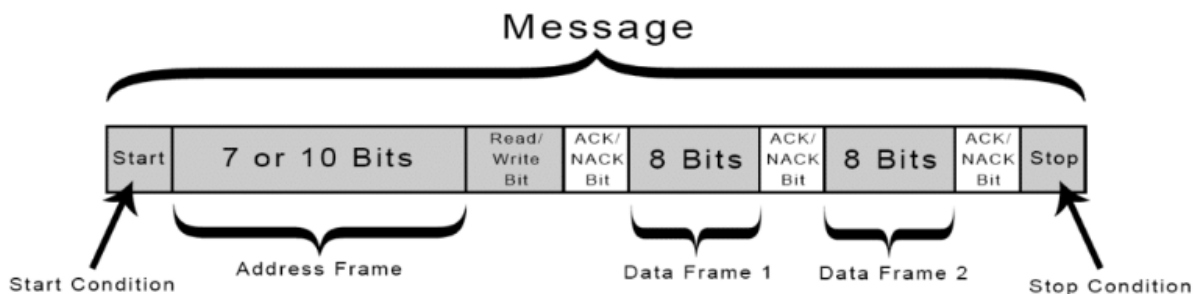 Message
Start
7 or 10 Bits
Read/
Write
Bit
ACK/
NACK
Bit
8 Bits
ACK/
NACK
Bit
8 Bits
ACK/
NACK
Bit
Stop
Start Condition
Address Frame
Data Frame 1
Data Frame 2
Stop Condition